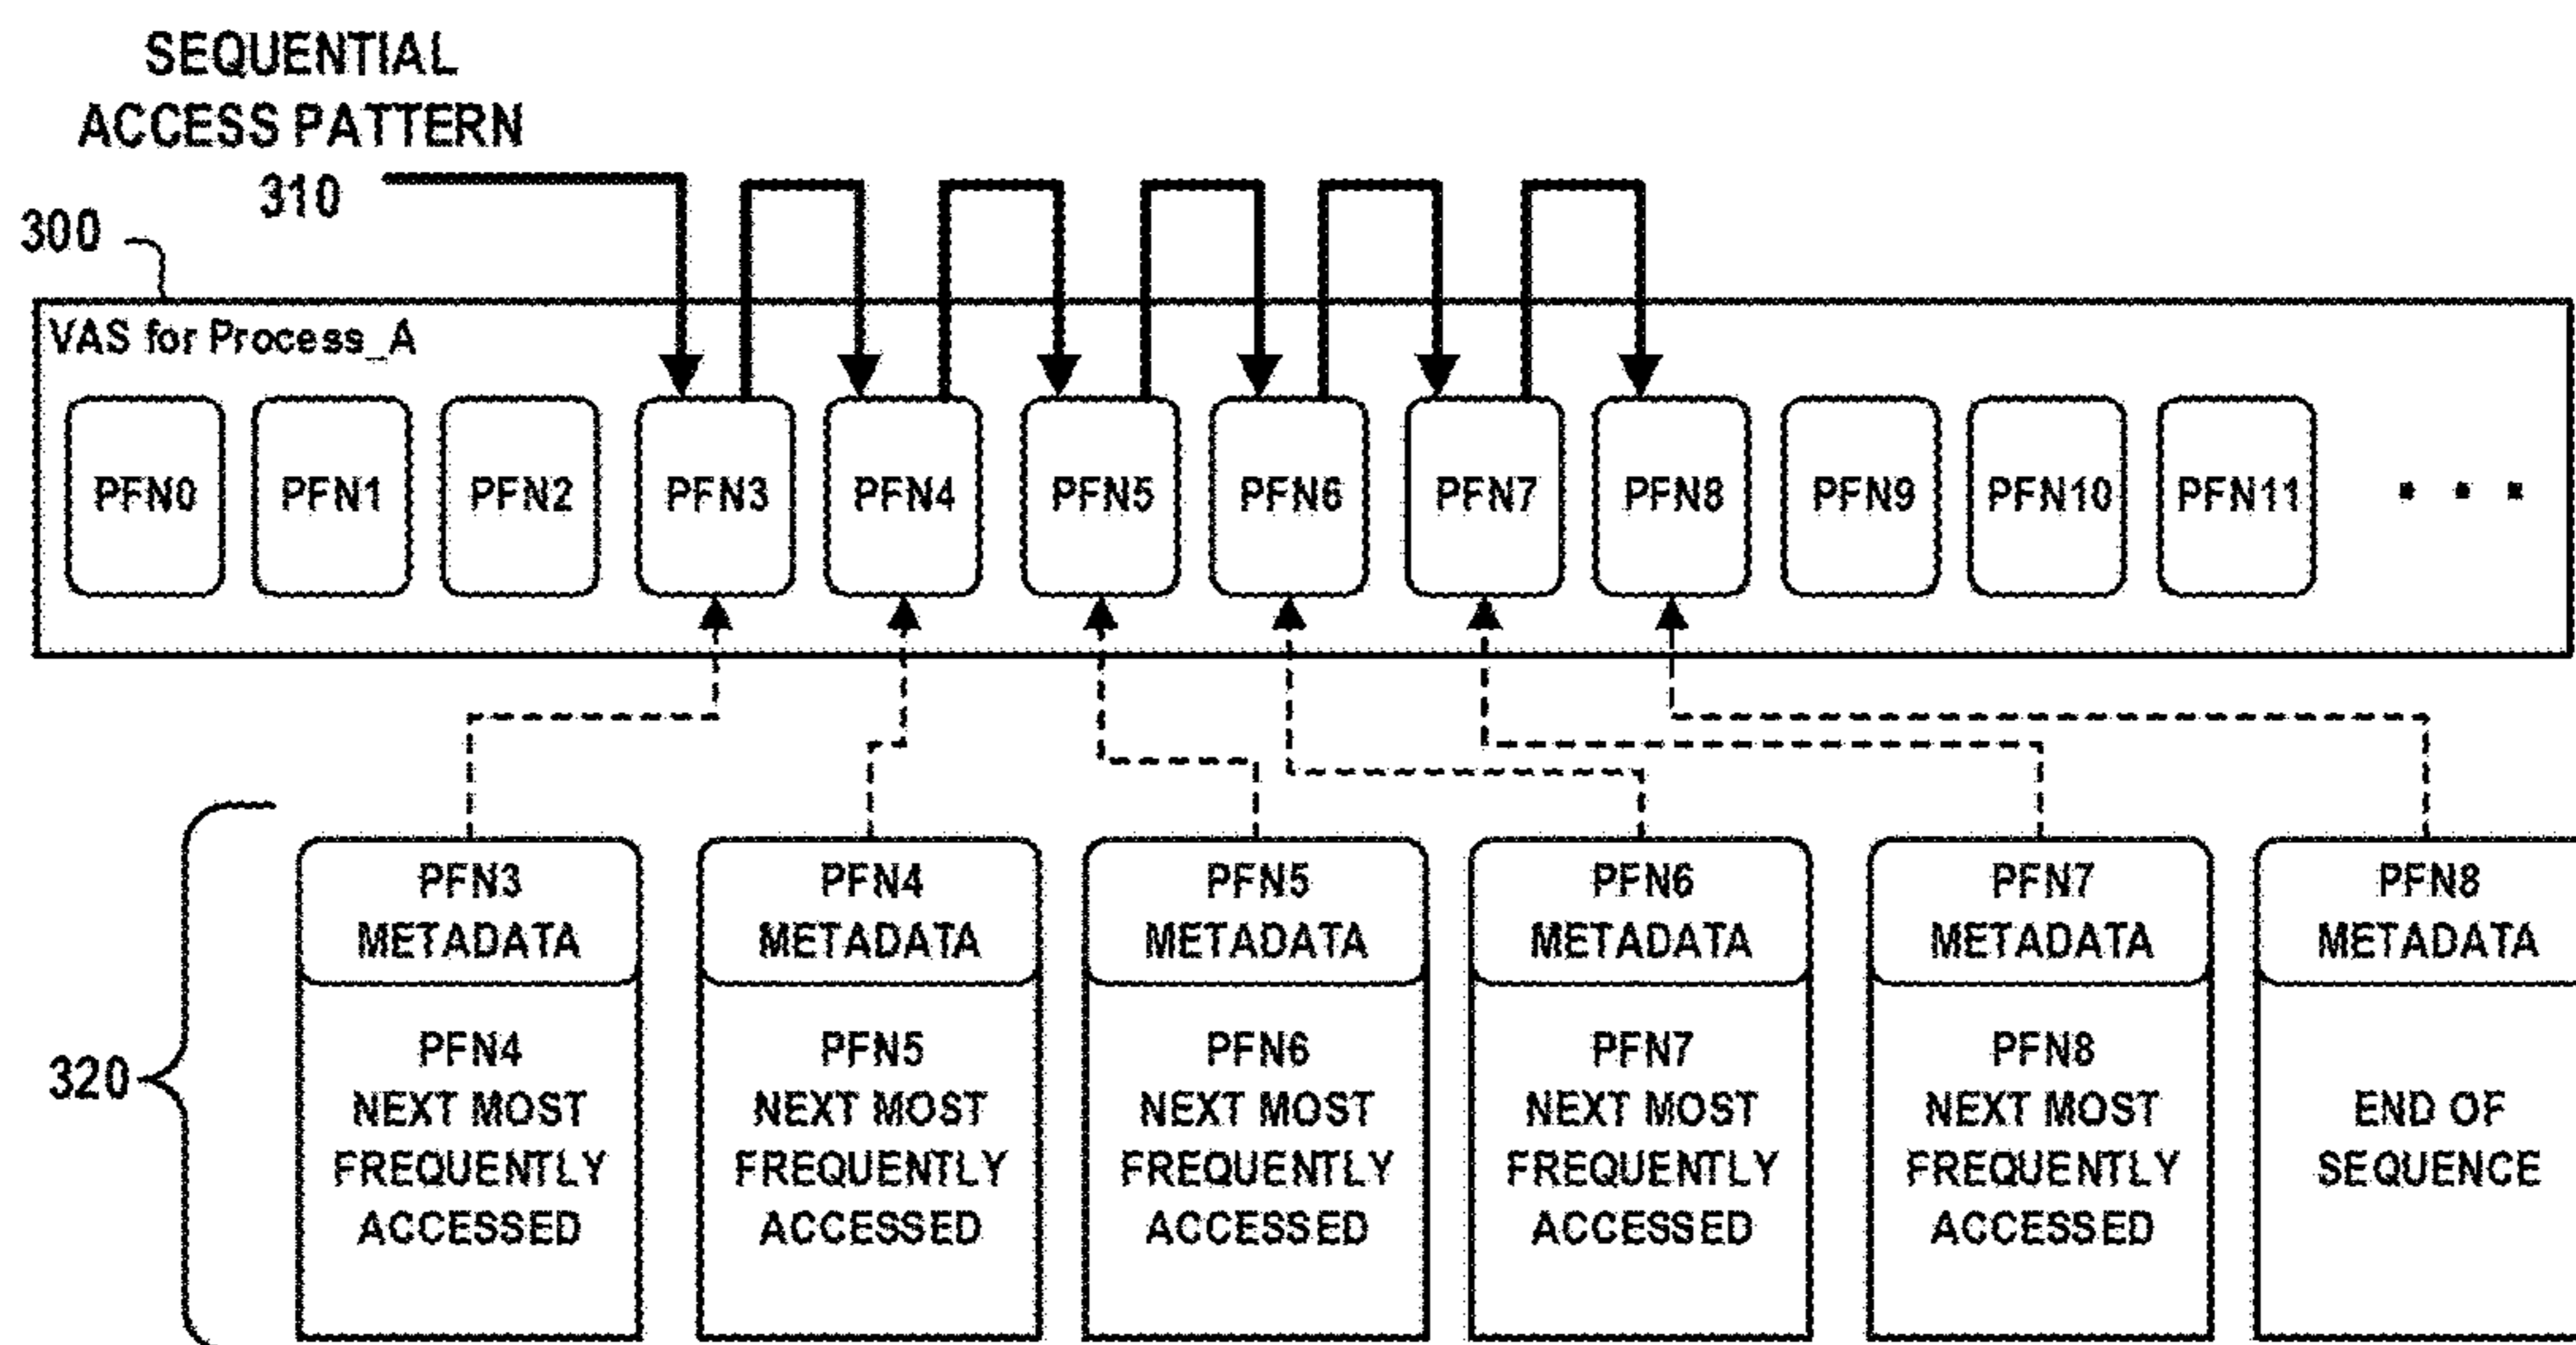 SEQUENTIAL
ACCESS PATTERN
310
300
VAS for Process_A
PFN0 PFN1 PFN2 PFN3 PFN4 PFN5 PFN6 PFN7 PFN8 PFN9 PFN10 PFN11 . . .
320
PFN3
METADATA
PFN4
NEXT MOST
FREQUENTLY
ACCESSED
PFN4
METADATA
PFN5
NEXT MOST
FREQUENTLY
ACCESSED
PFN5
METADATA
PFN6
NEXT MOST
FREQUENTLY
ACCESSED
PFN6
METADATA
PFN7
NEXT MOST
FREQUENTLY
ACCESSED
PFN7
METADATA
PFN8
NEXT MOST
FREQUENTLY
ACCESSED
PFN8
METADATA
END OF
SEQUENCE